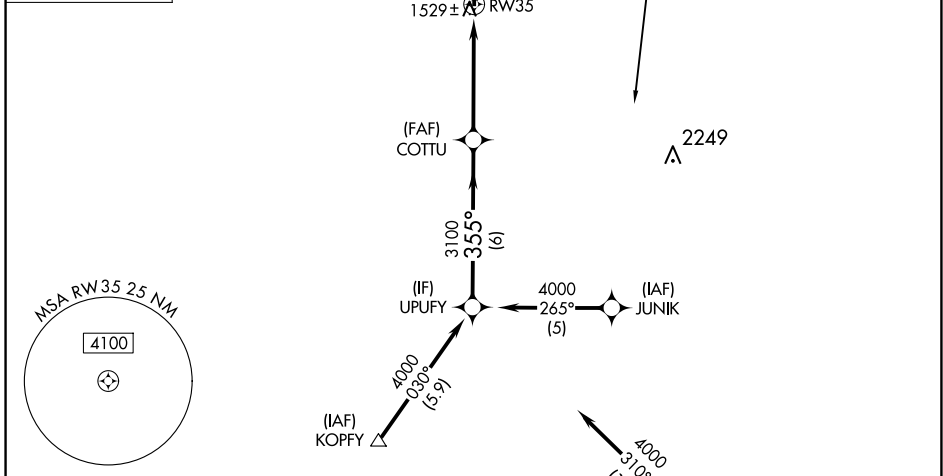 1529±
RW35
(FAF)
COTTU
2249
3100
355°
(6)
(IF)
UPUFY
4000
265°
(5)
(IAF)
JUNIK
MSA RW35 25 NM
4100
4000
030°
(5.9)
(IAF)
KOPFY
4000
310°